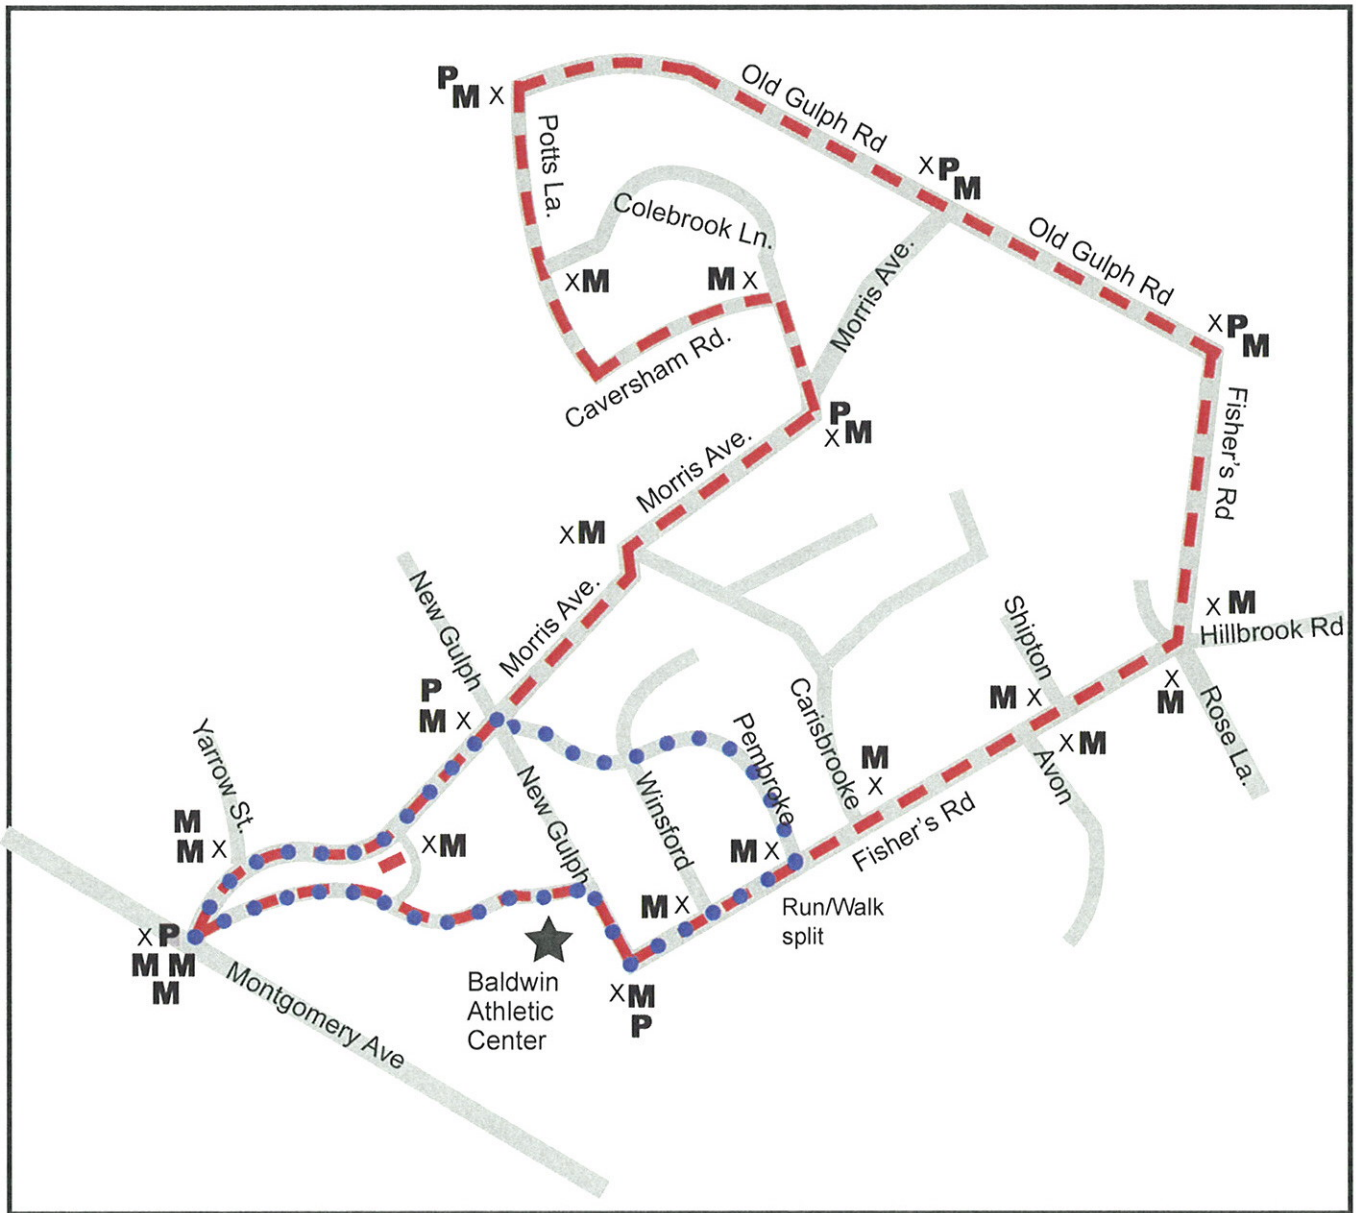 P
M X
Old Gulph Rd
Potts La.
X P
M
Colebrook Ln.
Old Gulph Rd
Morris Ave.
X M
M X
X P
M
Caversham Rd.
Fisher's Rd
P
X M
Morris Ave.
X M
New Gulph
Morris Ave.
Shipton
X M
Hillbrook Rd
P
M X
Carisbrooke
M X
X
M
Rose La.
Yarrow St.
Pembroke
X M
M
X
Avon
New Gulph
Winsford
M
M X
X M
M X
Fisher's Rd
M X
Run/Walk
split
X P
M M
M
Montgomery Ave
Baldwin
Athletic
Center
X M
P